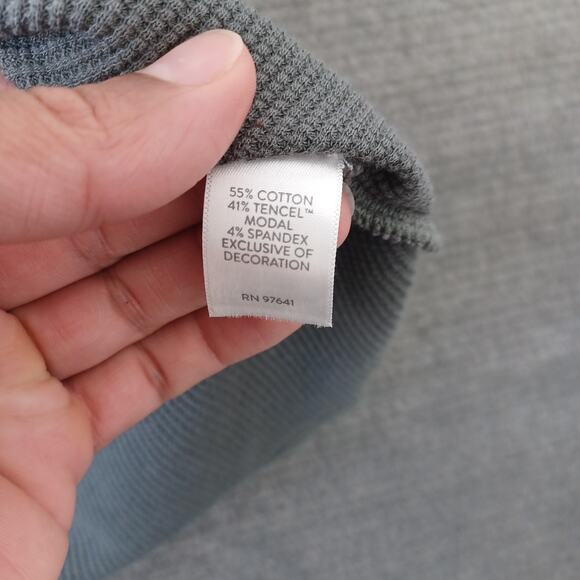 55% COTTON
41% TENCEL™
MODAL
4% SPANDEX
EXCLUSIVE OF
DECORATION
RN 97641